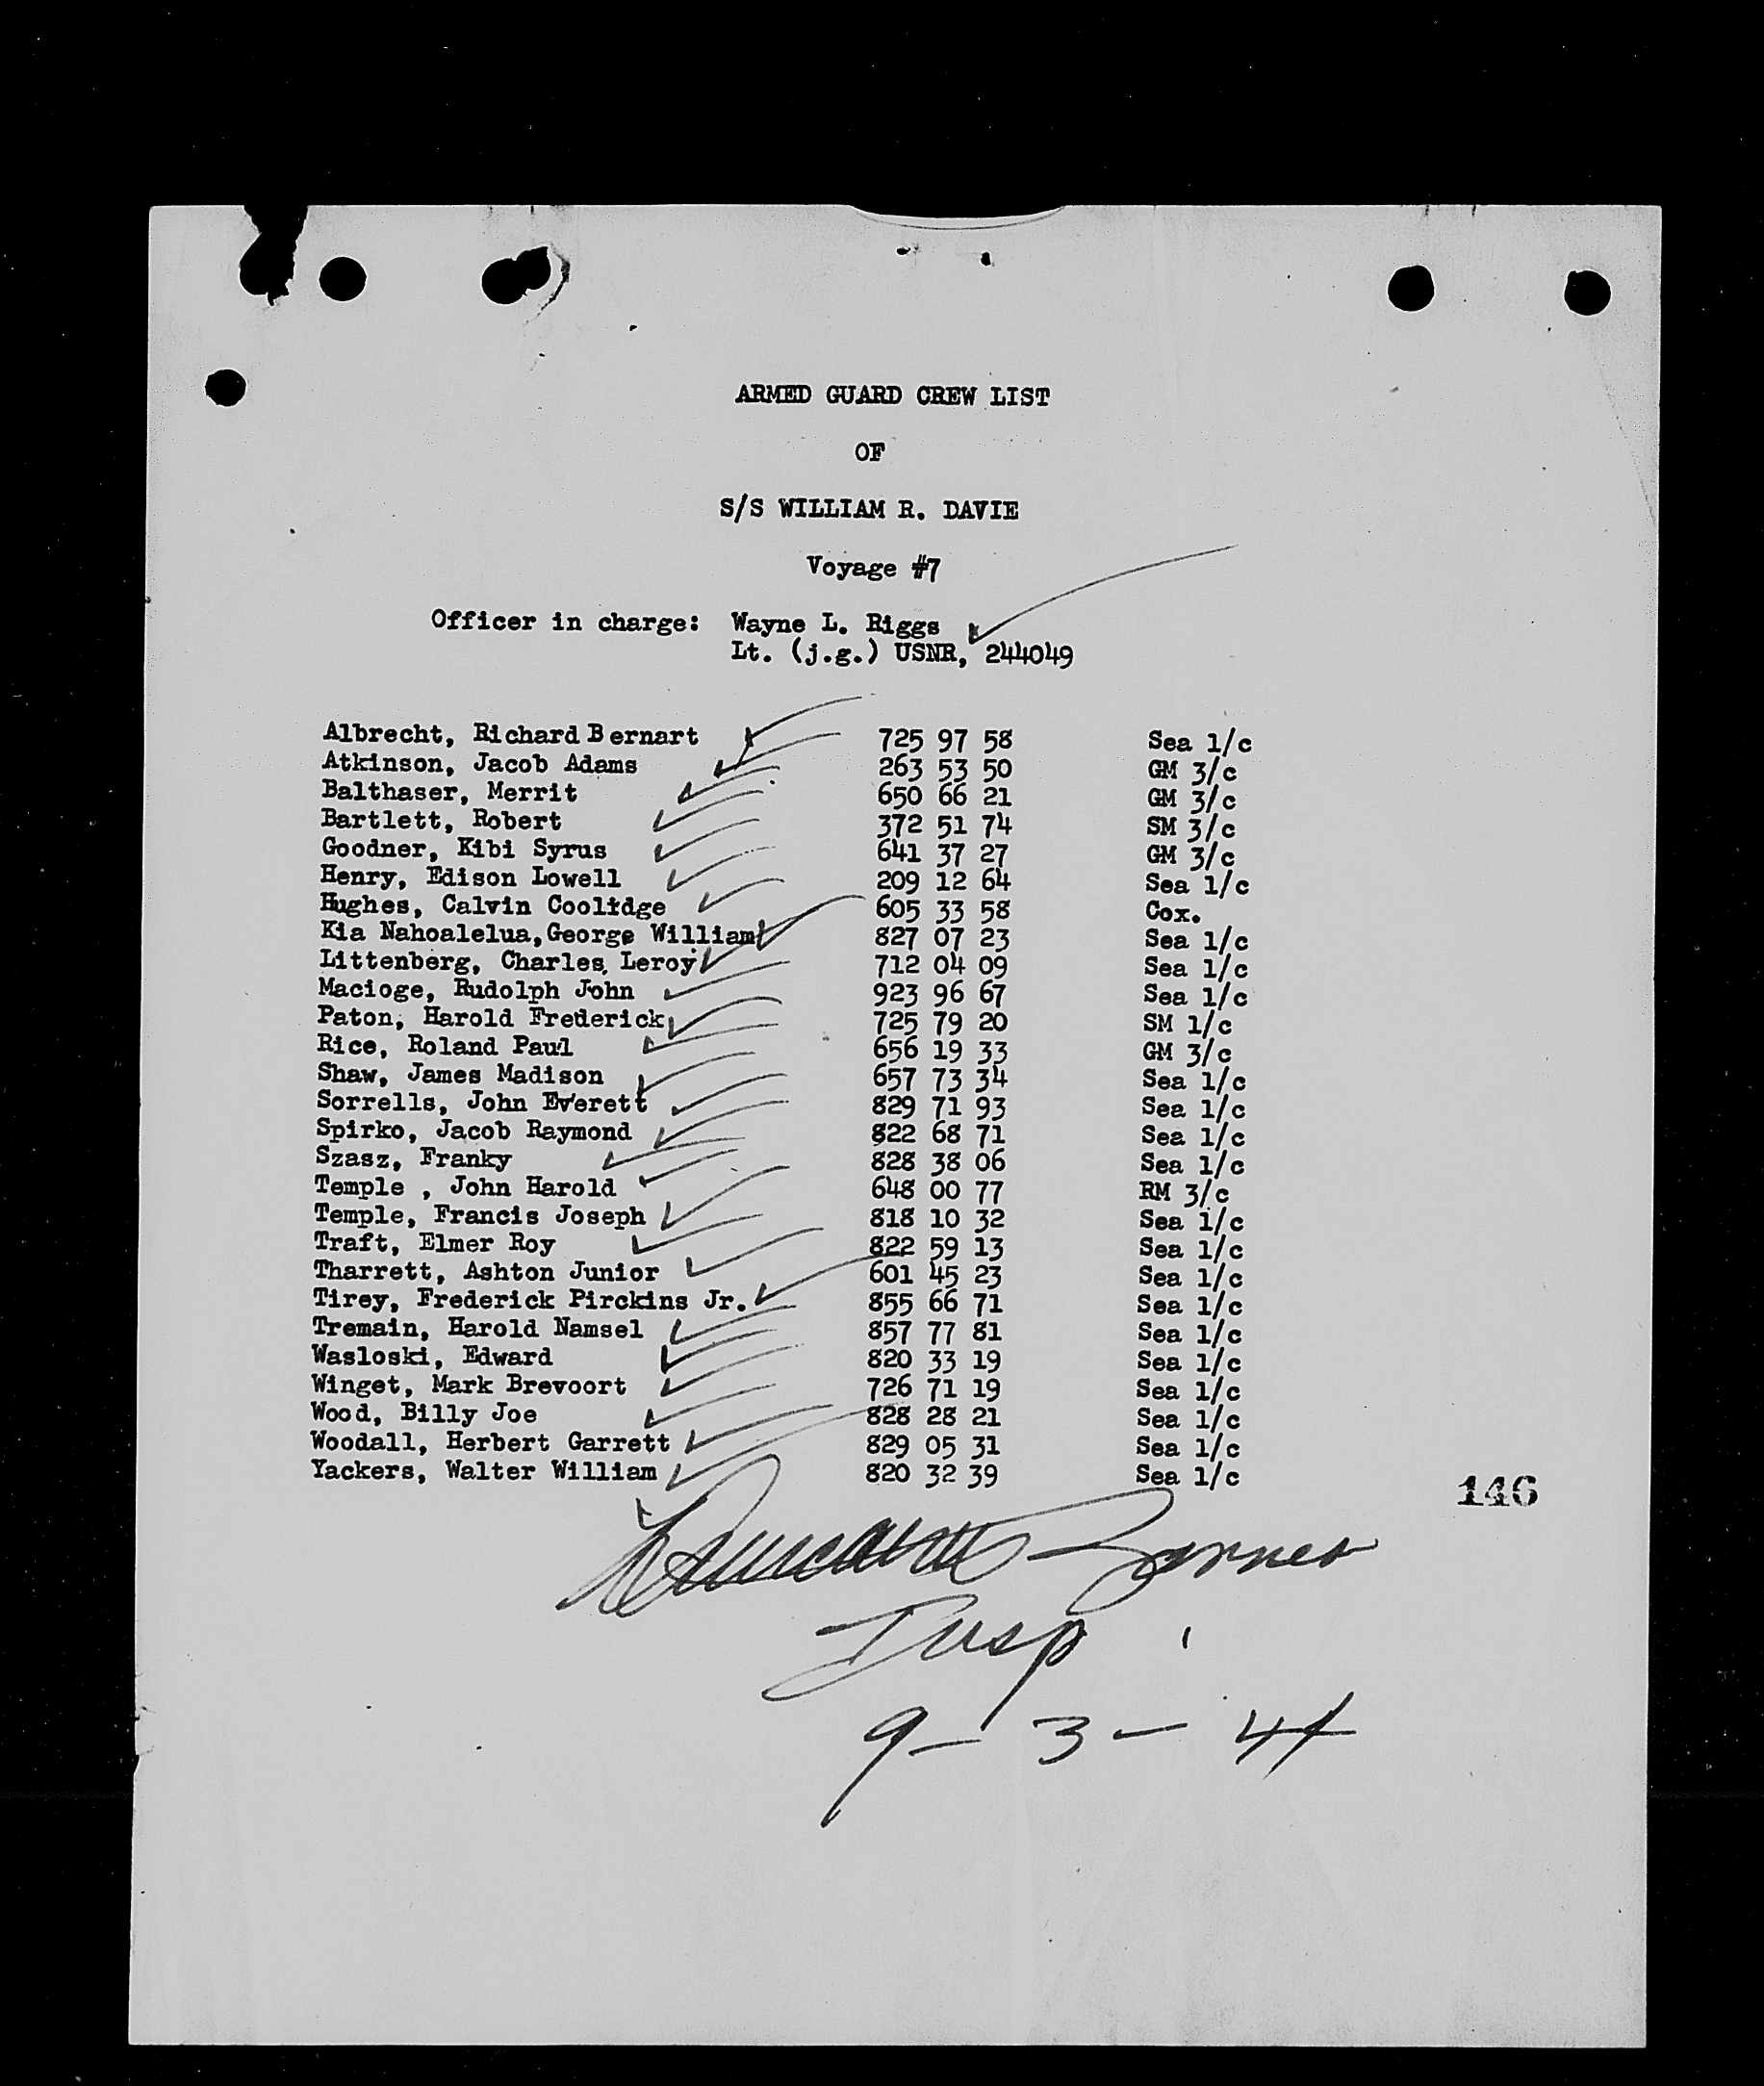 ARMED GUARD CREW LIST
OF
S/S WILLIAM R. DAVIE
Voyage #7
Officer in charge: Wayne L. Riggs
Lt. (j.g.) USNR, 244049
Albrecht, Richard Bernart 725 97 58 Sea 1/c
Atkinson, Jacob Adams 263 53 50 GM 3/c
Balthaser, Merrit 650 66 21 GM 3/c
Bartlett, Robert 372 51 74 SM 3/c
Goodner, Kibi Syrus 641 37 27 GM 3/c
Henry, Edison Lowell 209 12 64 Sea 1/c
Hughes, Calvin Coolidge 605 33 58 Cox.
Kia Nahoalelua, George William 827 07 23 Sea 1/c
Littenberg, Charles Leroy 712 04 09 Sea 1/c
Macioge, Rudolph John 923 96 67 Sea 1/c
Paton, Harold Frederick 725 79 20 SM 1/c
Rice, Roland Paul 656 19 33 GM 3/c
Shaw, James Madison 657 73 34 Sea 1/c
Sorrells, John Everett 829 71 93 Sea 1/c
Spirko, Jacob Raymond 822 68 71 Sea 1/c
Szasz, Franky 828 38 06 Sea 1/c
Temple , John Harold 648 00 77 RM 3/c
Temple, Francis Joseph 818 10 32 Sea 1/c
Traft, Elmer Roy 822 59 13 Sea 1/c
Tharrett, Ashton Junior 601 45 23 Sea 1/c
Tirey, Frederick Pirckins Jr. 855 66 71 Sea 1/c
Tremain, Harold Namsel 857 77 81 Sea 1/c
Wasloski, Edward 820 33 19 Sea 1/c
Winget, Mark Brevoort 726 71 19 Sea 1/c
Wood, Billy Joe 828 28 21 Sea 1/c
Woodall, Herbert Garrett 829 05 31 Sea 1/c
Yackers, Walter William 820 32 39 Sea 1/c
146
Insp
9-3-44